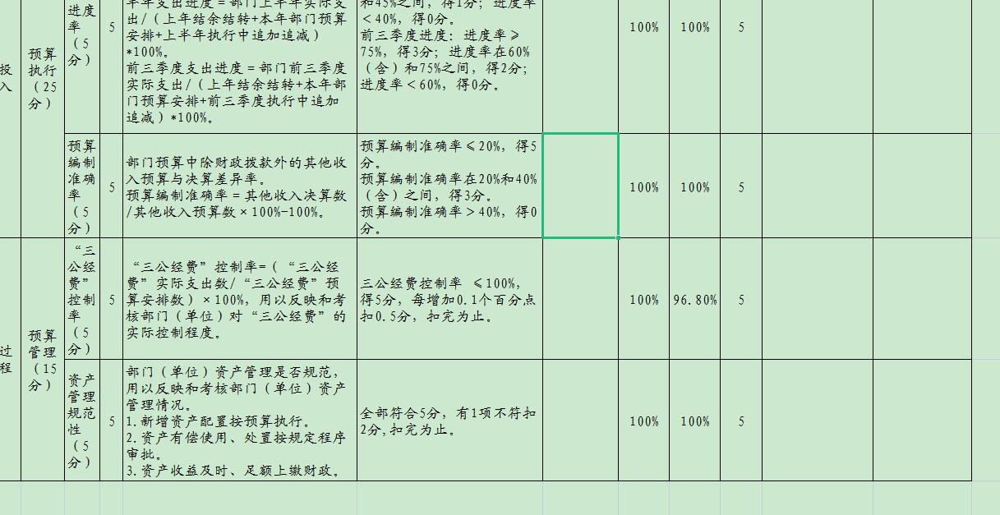 投
入
预算
执行
（25
分）
进度
率
（5
分）
5
半年支出进度＝部门上半年实际支
出/（上年结余结转+本年部门预算
安排+上半年执行中追加追减）
*100%。
前三季度支出进度＝部门前三季度
实际支出/（上年结余结转+本年部
门预算安排+前三季度执行中追加
追减）*100%。
和45%之间，得1分；进度率
＜40%，得0分。
前三季度进度：进度率≥
75%，得3分；进度率在60%
（含）和75%之间，得2分；
进度率＜60%，得0分。
100%
100%
5
预算
编制
准确
率
（5
分）
5
部门预算中除财政拨款外的其他收
入预算与决算差异率。
预算编制准确率＝其他收入决算数
/其他收入预算数×100%-100%。
预算编制准确率≤20%，得5
分。
预算编制准确率在20%和40%
（含）之间，得3分。
预算编制准确率＞40%，得0
分。
100%
100%
5
过
程
预算
管理
（15
分）
“三
公经
费”
控制
率
（5
分）
5
“三公经费”控制率=（“三公经
费”实际支出数/“三公经费”预
算安排数）×100%，用以反映和考
核部门（单位）对“三公经费”的
实际控制程度。
三公经费控制率 ≤100%，
得5分，每增加0.1个百分点
扣0.5分，扣完为止。
100%
96.80%
5
资产
管理
规范
性
（5
分）
5
部门（单位）资产管理是否规范，
用以反映和考核部门（单位）资产
管理情况。
1.新增资产配置按预算执行。
2.资产有偿使用、处置按规定程序
审批。
3.资产收益及时、足额上缴财政。
全部符合5分，有1项不符扣
2分,扣完为止。
100%
100%
5